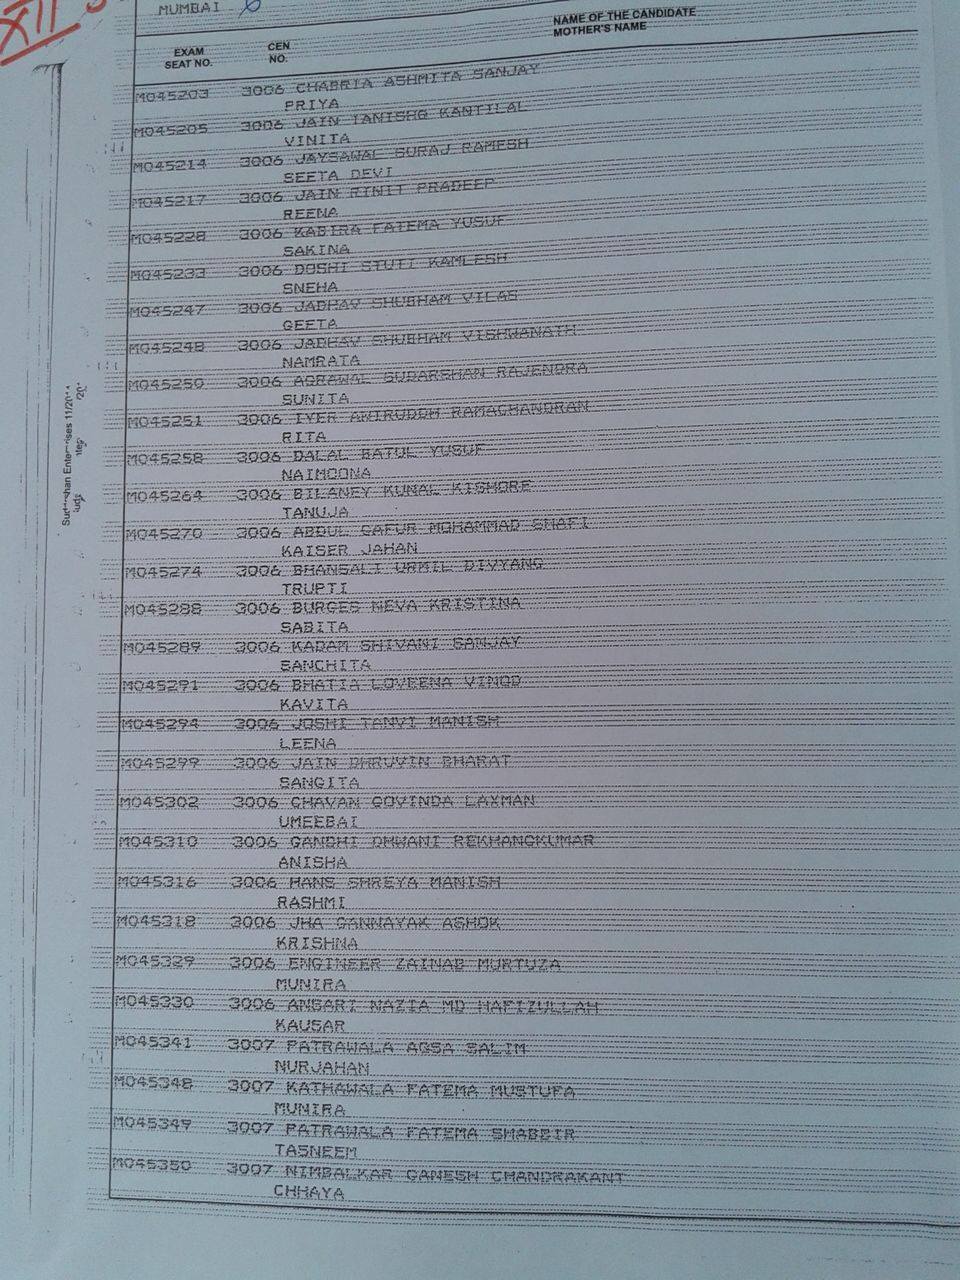 XII
MUMBAI
NAME OF THE CANDIDATE
MOTHER'S NAME
EXAM SEAT NO.
CEN NO.
M045203 3006 CHABRIA ASHMITA SANJAY
PRIYA
M045205 3006 JAIN TANISHQ KANTILAL
VINITA
M045214 3006 JAYSAWAL SURAJ RAMESH
SEETA DEVI
M045217 3006 JAIN RINIT PRADEEP
REENA
M045228 3006 KABIRA FATEMA YUSUF
SAKINA
M045233 3006 DOSHI STUTI KAMLESH
SNEHA
M045247 3006 JADHAV SHUBHAM VILAS
GEETA
M045248 3006 JADHAV SHUBHAM VISHWANATH
NAMRATA
M045250 3006 AGRAWAL SUDARSHAN RAJENDRA
SUNITA
M045251 3006 IYER ANIRUDDH RAMACHANDRAN
RITA
M045258 3006 DALAL BATUL YUSUF
NAIMOONA
M045264 3006 BILANEY KUNAL KISHORE
TANUJA
M045270 3006 ABDUL GAFUR MOHAMMAD SHAFI
KAISER JAHAN
M045274 3006 BHANSALI URMIL DIVYANG
TRUPTI
M045288 3006 BURGES NEVA KRISTINA
SABITA
M045289 3006 KADAM SHIVANI SANJAY
SANCHITA
M045291 3006 BHATIA LOVEENA VINOD
KAVITA
M045294 3006 JOSHI TANVI MANISH
LEENA
M045299 3006 JAIN DHRUVIN BHARAT
SANGITA
M045302 3006 CHAVAN GOVINDA LAXMAN
UMEEBAI
M045310 3006 GANDHI DHWANI REKHANGKUMAR
ANISHA
M045316 3006 HANS SHREYA MANISH
RASHMI
M045318 3006 JHA GANNAYAK ASHOK
KRISHNA
M045329 3006 ENGINEER ZAINAB MURTUZA
MUNIRA
M045330 3006 ANSARI NAZIA MD HAFIZULLAH
KAUSAR
M045341 3007 PATRAWALA AQSA SALIM
NURJAHAN
M045348 3007 KATHAWALA FATEMA MUSTUFA
MUNIRA
M045349 3007 PATRAWALA FATEMA SHABBIR
TASNEEM
M045350 3007 NIMBALKAR GANESH CHANDRAKANT
CHHAYA